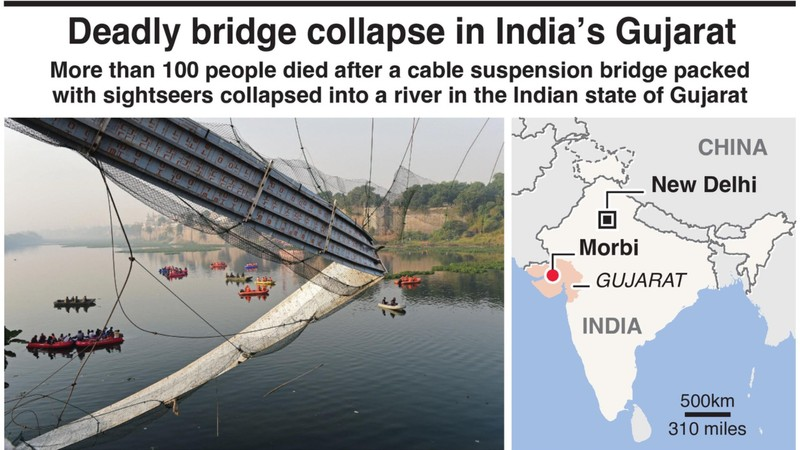 Deadly bridge collapse in India's Gujarat
More than 100 people died after a cable suspension bridge packed
with sightseers collapsed into a river in the Indian state of Gujarat
CHINA
New Delhi
Morbi
GUJARAT
INDIA
500km
310 miles